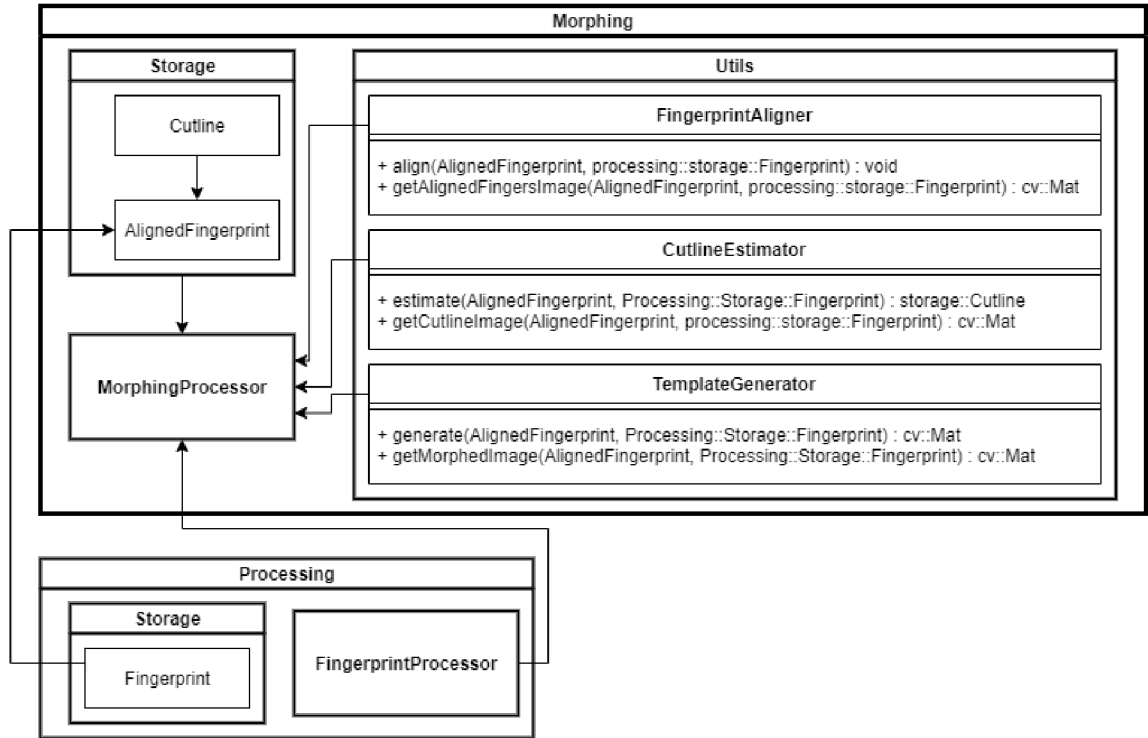 Morphing
Storage
Cutline
AlignedFingerprint
MorphingProcessor
Utils
FingerprintAligner
+ align(AlignedFingerprint, processing::storage::Fingerprint) : void
+ getAlignedFingersImage(AlignedFingerprint, processing::storage::Fingerprint) : cv::Mat
CutlineEstimator
+ estimate(AlignedFingerprint, Processing::Storage::Fingerprint) : storage::Cutline
+ getCutlineImage(AlignedFingerprint, processing::storage::Fingerprint) : cv::Mat
TemplateGenerator
+ generate(AlignedFingerprint, Processing::Storage::Fingerprint) : cv::Mat
+ getMorphedImage(AlignedFingerprint, Processing::Storage::Fingerprint) : cv::Mat
Processing
Storage
Fingerprint
FingerprintProcessor